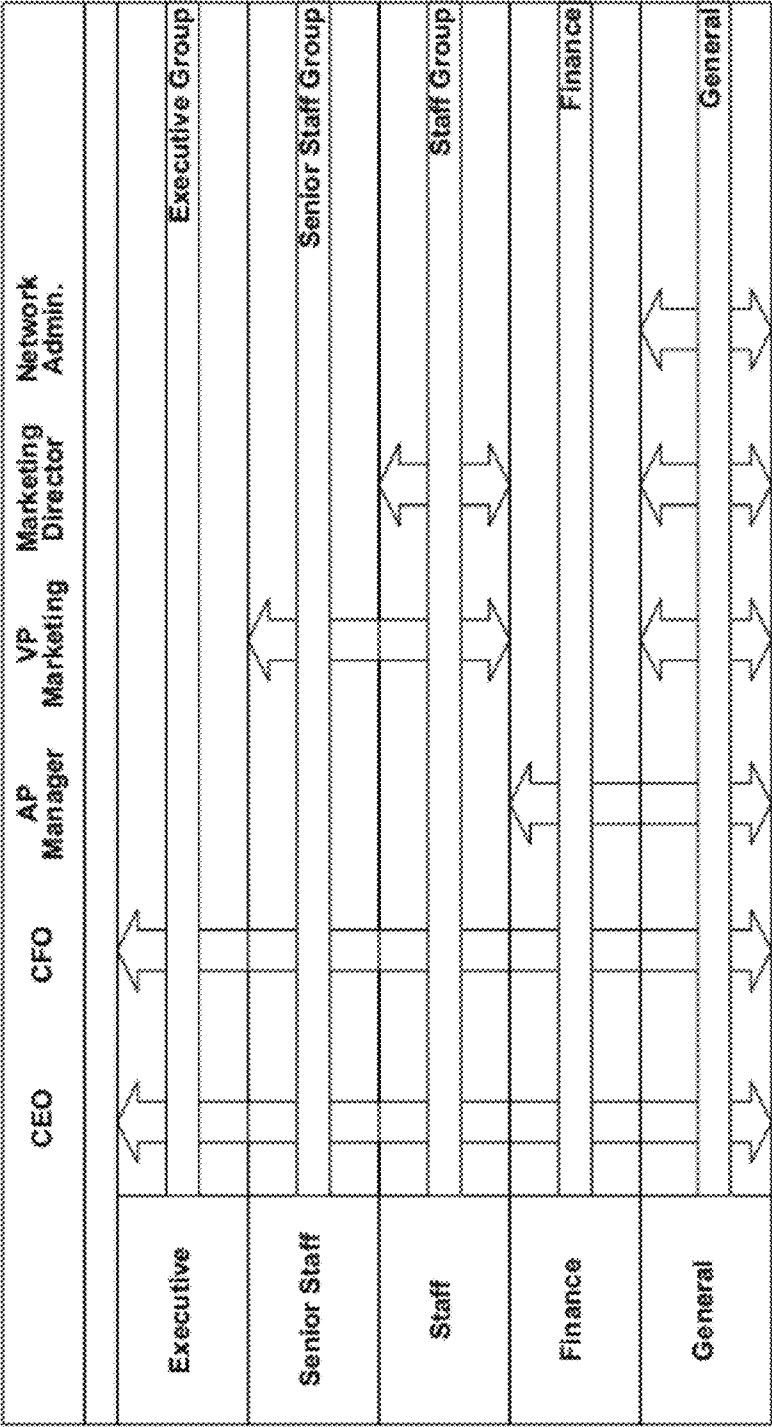 CEO
CFO
AP
Manager
VP
Marketing
Marketing
Director
Network
Admin.
Executive
Executive Group
Senior Staff
Senior Staff Group
Staff
Staff Group
Finance
Finance
General
General